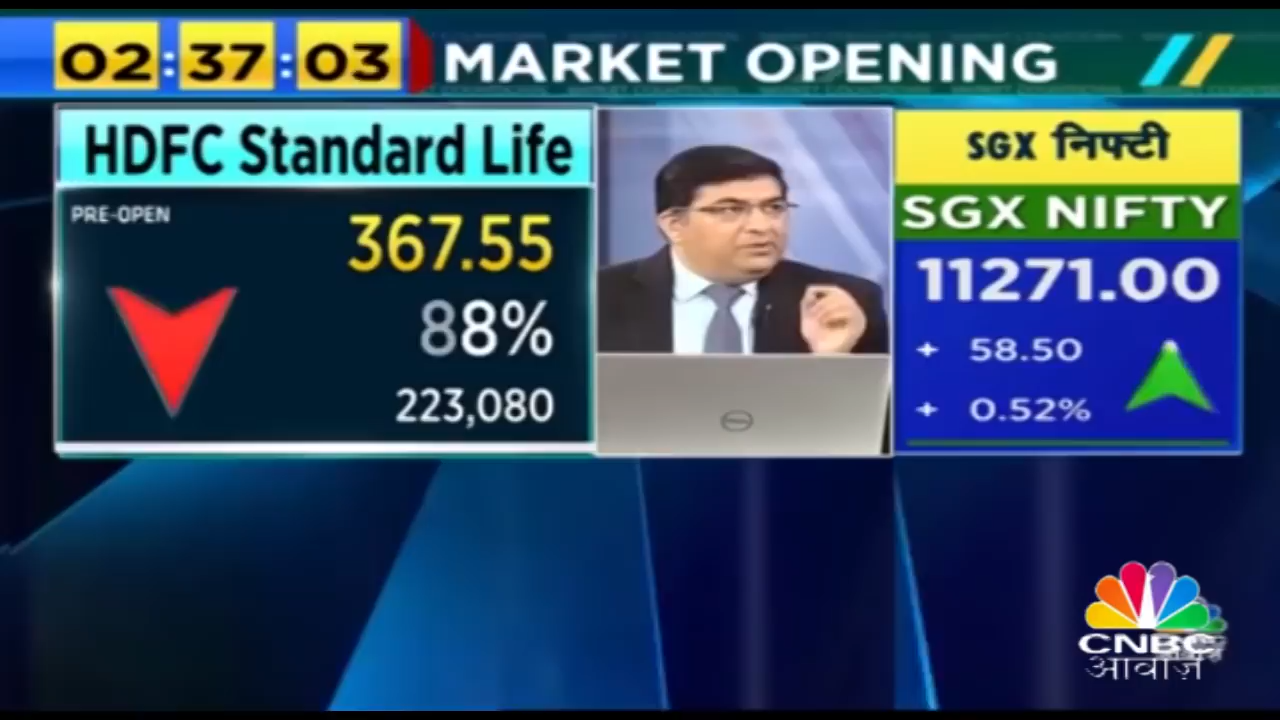 02:37:03 MARKET OPENING
HDFC Standard Life
PRE-OPEN
367.55
88%
223,080
SGX निफ्टी
SGX NIFTY
11271.00
+ 58.50
+ 0.52%
CNBC
आवाज़